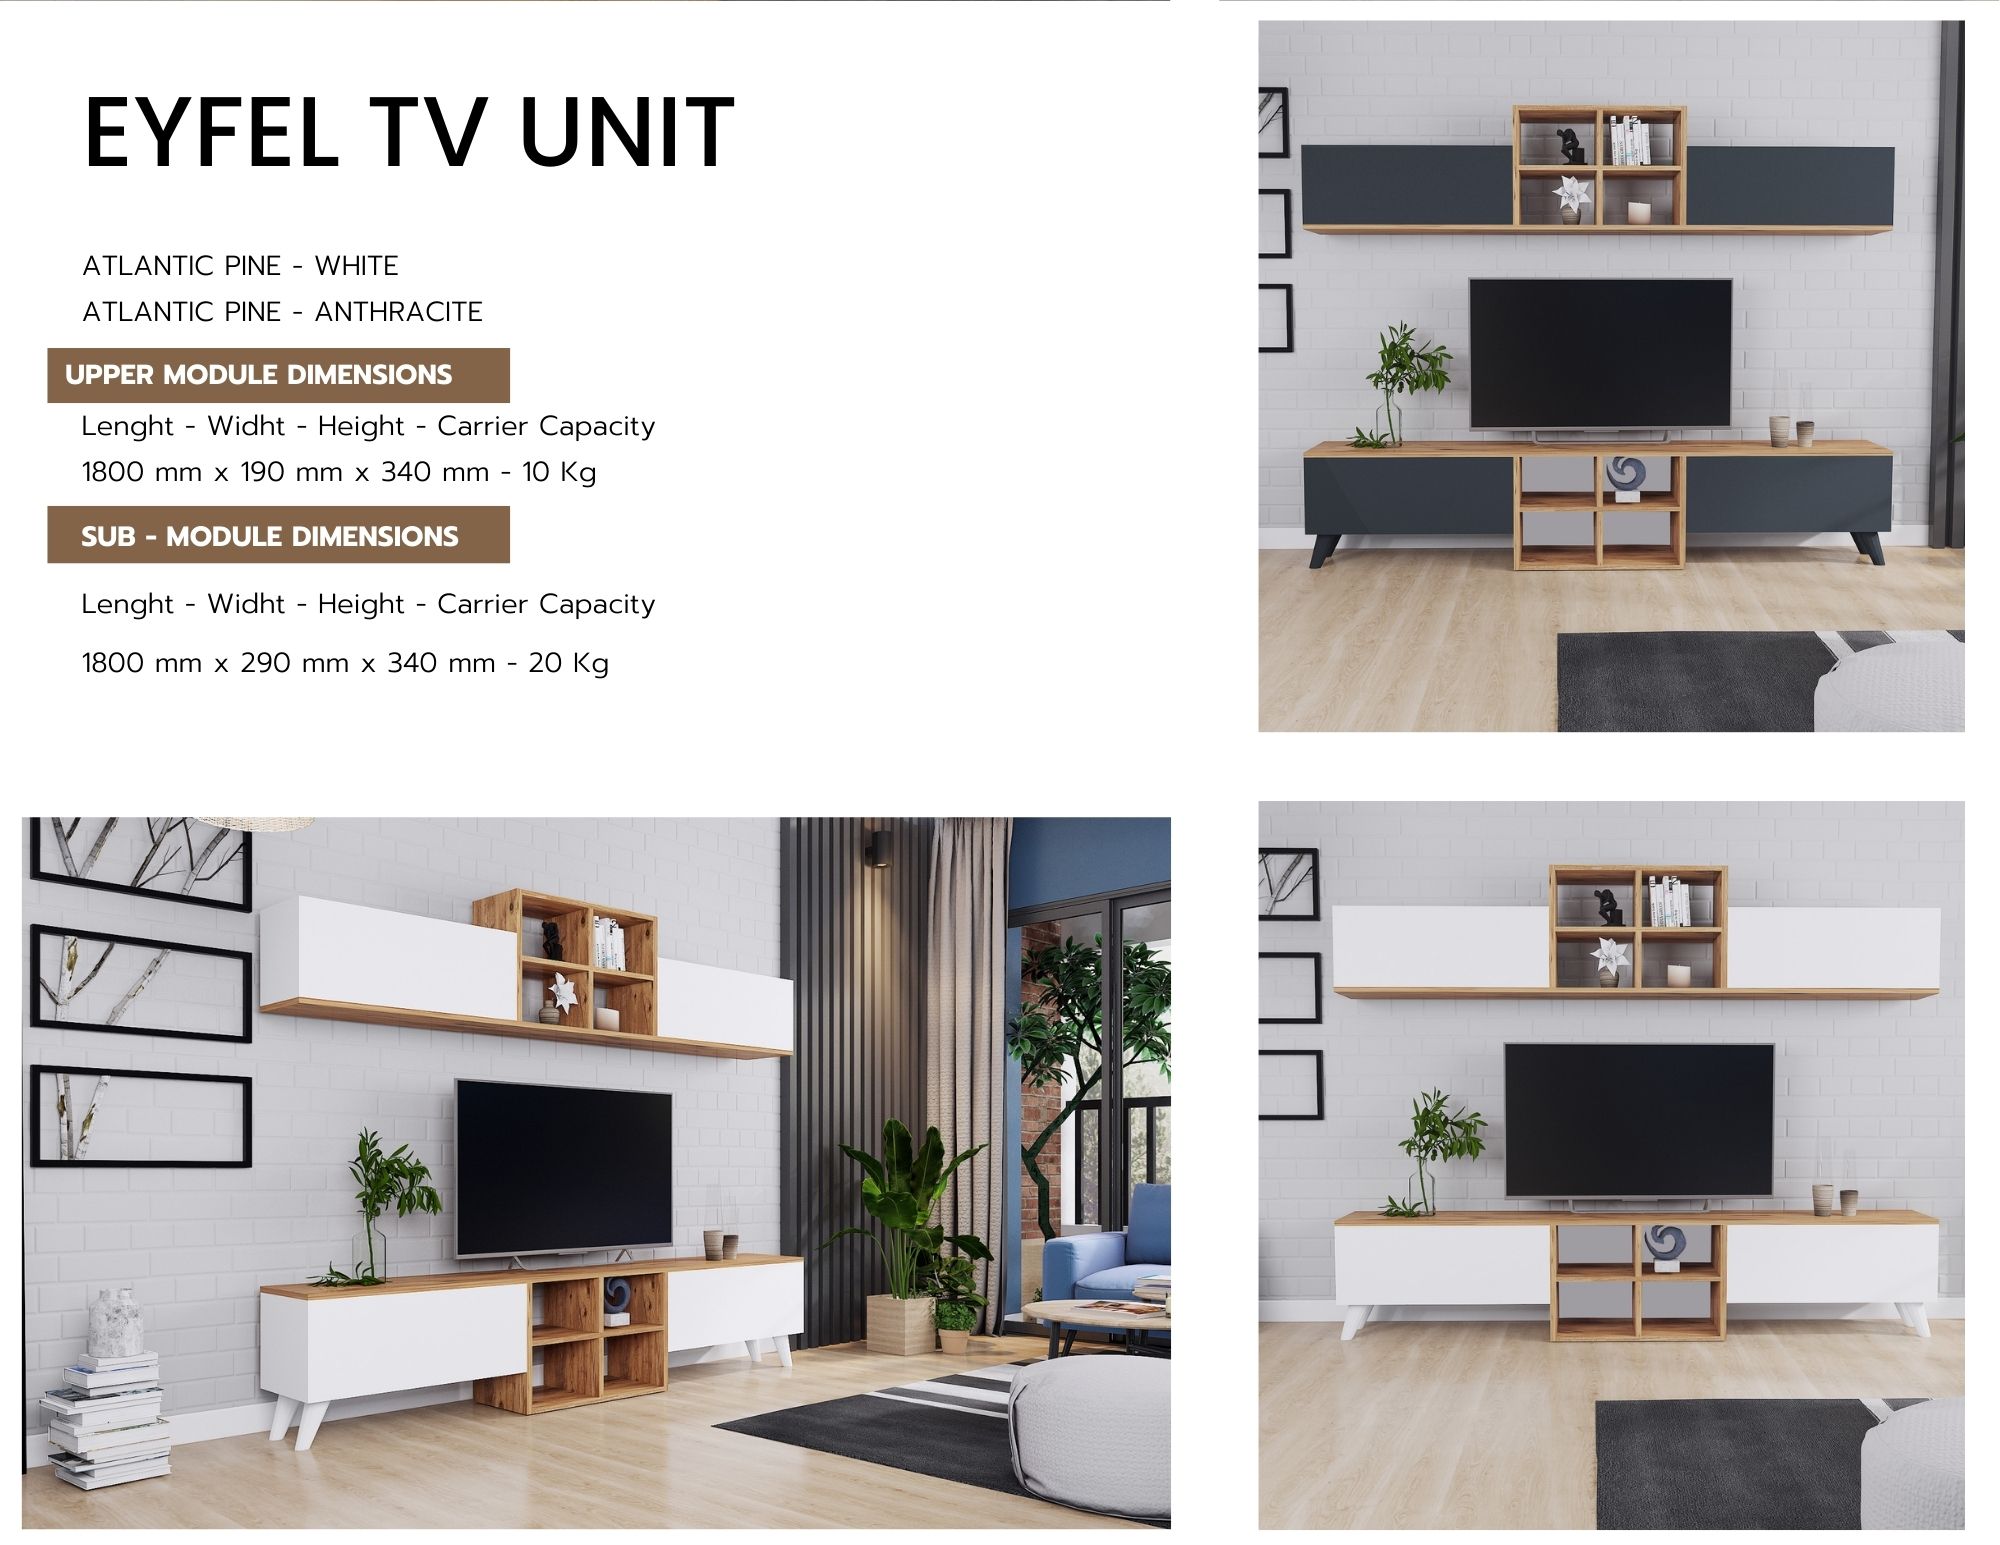 EYFEL TV UNIT
ATLANTIC PINE - WHITE
ATLANTIC PINE - ANTHRACITE
UPPER MODULE DIMENSIONS
Lenght - Widht - Height - Carrier Capacity
1800 mm x 190 mm x 340 mm - 10 Kg
SUB - MODULE DIMENSIONS
Lenght - Widht - Height - Carrier Capacity
1800 mm x 290 mm x 340 mm - 20 Kg